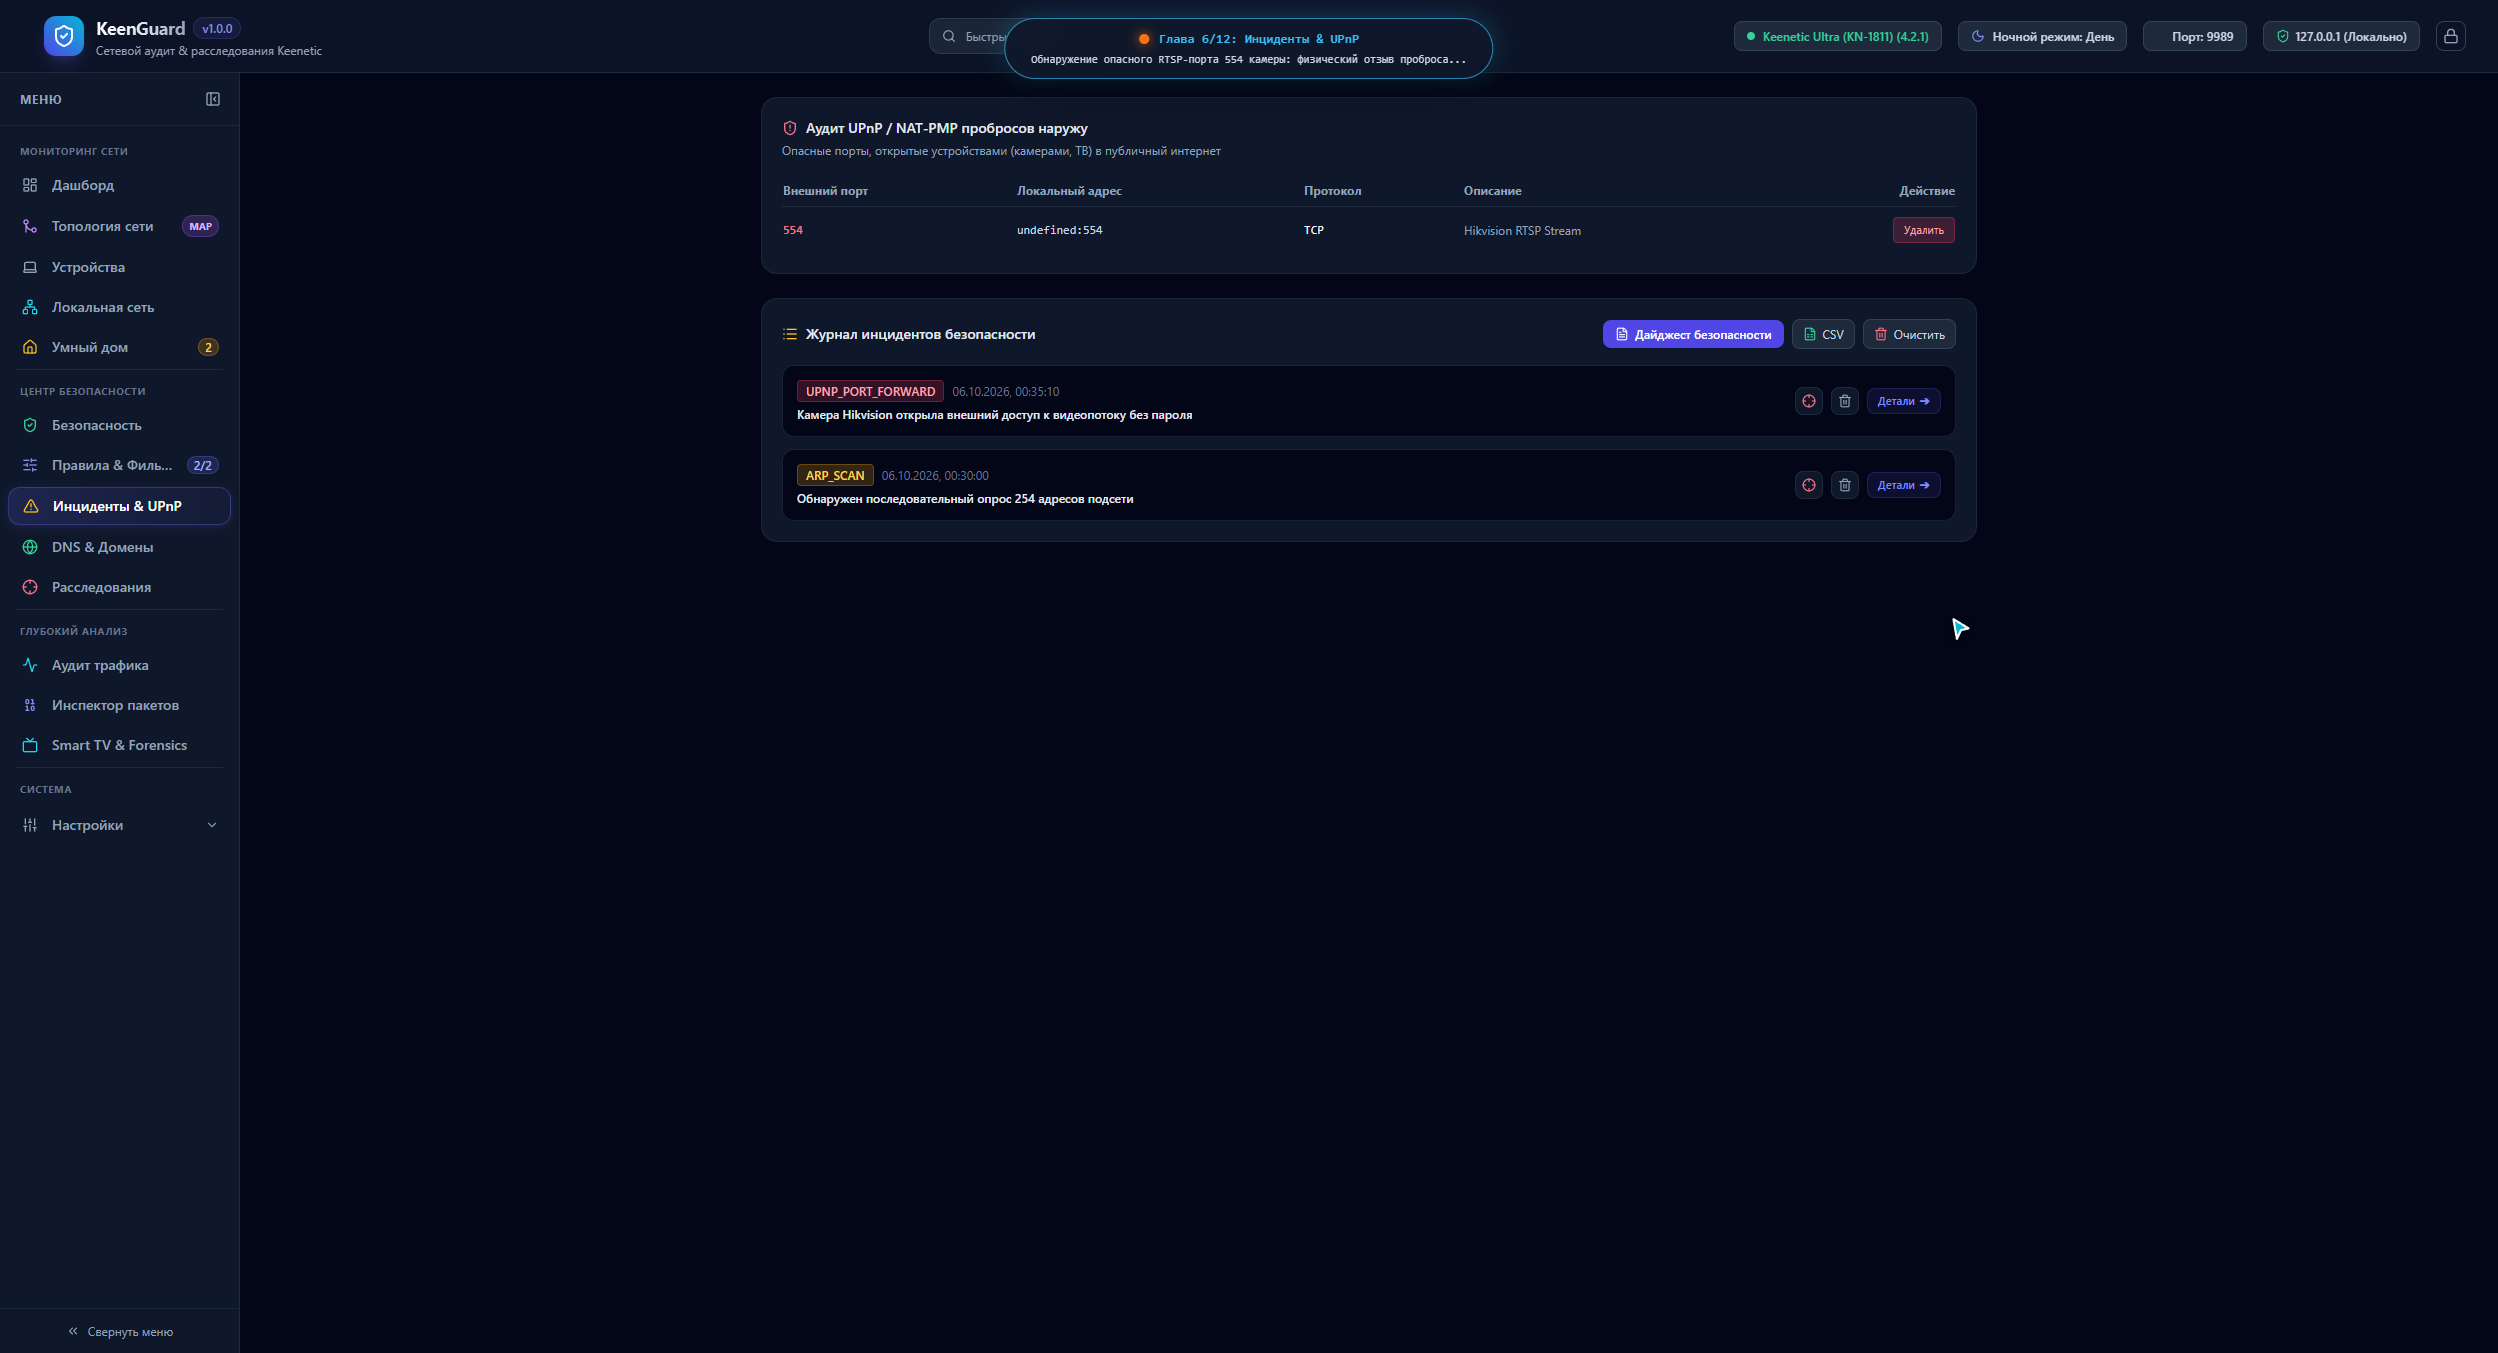 KeenGuard v1.0.0
Сетевой аудит & расследования Keenetic
Быстры
Глава 6/12: Инциденты & UPnP
Обнаружение опасного RTSP-порта 554 камеры: физический отзыв проброса...
Keenetic Ultra (KN-1811) (4.2.1)
Ночной режим: День
Порт: 9989
127.0.0.1 (Локально)
МЕНЮ
МОНИТОРИНГ СЕТИ
Дашборд
Топология сети MAP
Устройства
Локальная сеть
Умный дом 2
ЦЕНТР БЕЗОПАСНОСТИ
Безопасность
Правила & Филь... 2/2
Инциденты & UPnP
DNS & Домены
Расследования
ГЛУБОКИЙ АНАЛИЗ
Аудит трафика
Инспектор пакетов
Smart TV & Forensics
СИСТЕМА
Настройки
Свернуть меню
Аудит UPnP / NAT-PMP пробросов наружу
Опасные порты, открытые устройствами (камерами, ТВ) в публичный интернет
Внешний порт Локальный адрес Протокол Описание Действие
554 undefined:554 TCP Hikvision RTSP Stream Удалить
Журнал инцидентов безопасности
Дайджест безопасности CSV Очистить
UPNP_PORT_FORWARD 06.10.2026, 00:35:10
Камера Hikvision открыла внешний доступ к видеопотоку без пароля
Детали ➔
ARP_SCAN 06.10.2026, 00:30:00
Обнаружен последовательный опрос 254 адресов подсети
Детали ➔